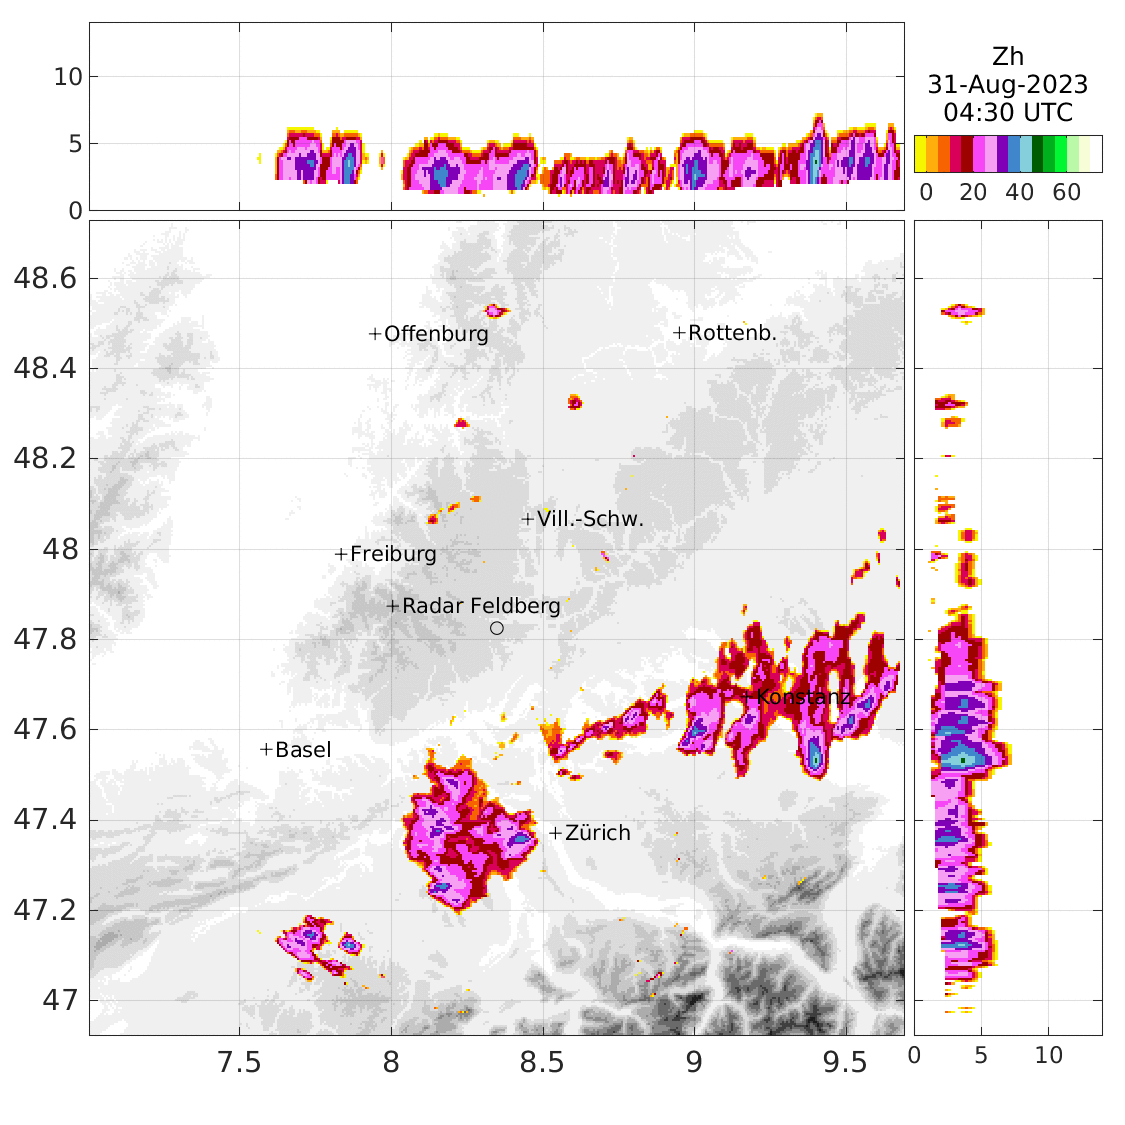 10
5
0
Zh
31-Aug-2023
04:30 UTC
0 20 40 60
48.6
48.4
48.2
48
47.8
47.6
47.4
47.2
47
+Offenburg
+Rottenb.
+Vill.-Schw.
+Freiburg
+Radar Feldberg
+Konstanz
+Basel
+Zürich
7.5 8 8.5 9 9.5
0 5 10